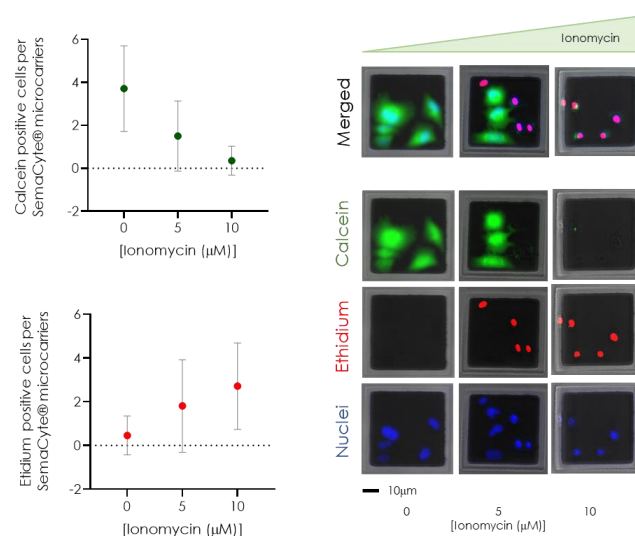 Calcein positive cells per
SemaCyte® microcarriers
6
4
2
0
-2
0 5 10
[Ionomycin (μM)]
Etidium positive cells per
SemaCyte® microcarriers
6
4
2
0
-2
0 5 10
[Ionomycin (μM)]
Ionomycin
Merged
Calcein
Ethidium
Nuclei
10μm
0 5 10
[Ionomycin (μM)]